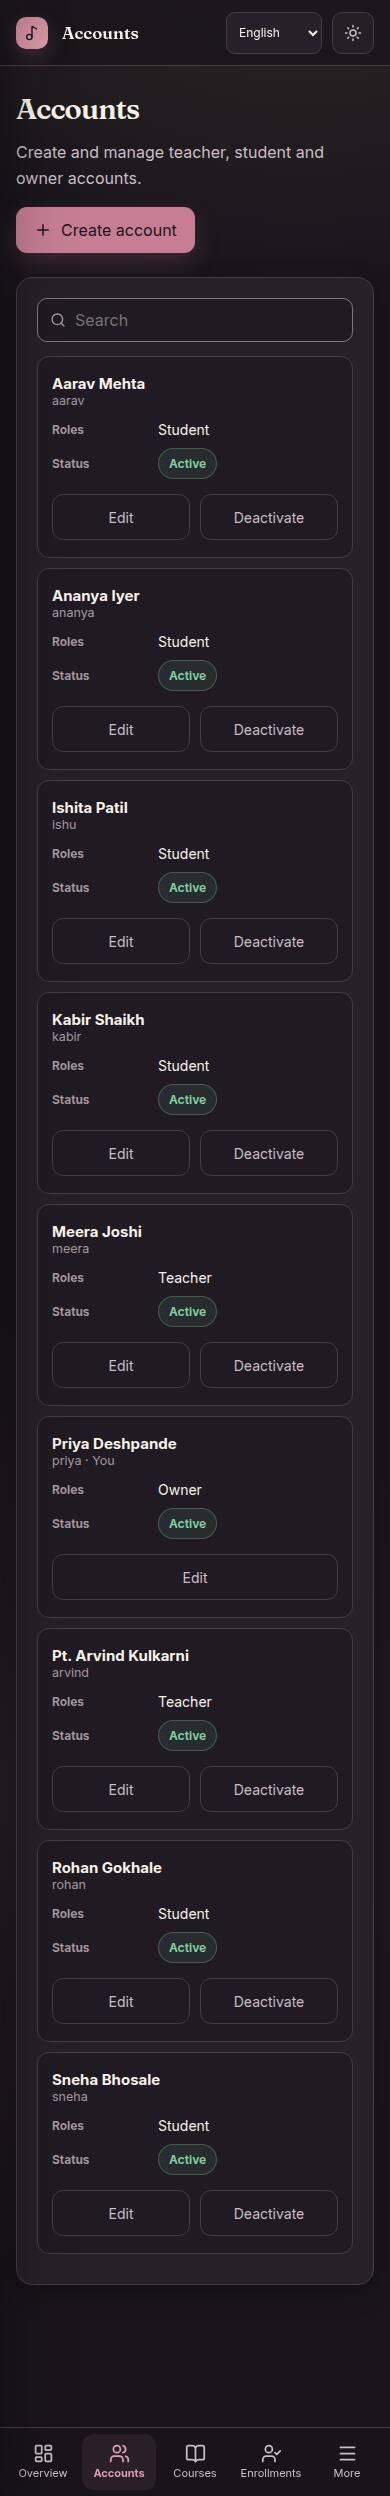 Accounts
English
Accounts
Create and manage teacher, student and
owner accounts.
Create account
Search
Aarav Mehta
aarav
Roles Student
Status Active
Edit Deactivate
Ananya Iyer
ananya
Roles Student
Status Active
Edit Deactivate
Ishita Patil
ishu
Roles Student
Status Active
Edit Deactivate
Kabir Shaikh
kabir
Roles Student
Status Active
Edit Deactivate
Meera Joshi
meera
Roles Teacher
Status Active
Edit Deactivate
Priya Deshpande
priya · You
Roles Owner
Status Active
Edit
Pt. Arvind Kulkarni
arvind
Roles Teacher
Status Active
Edit Deactivate
Rohan Gokhale
rohan
Roles Student
Status Active
Edit Deactivate
Sneha Bhosale
sneha
Roles Student
Status Active
Edit Deactivate
Overview Accounts Courses Enrollments More